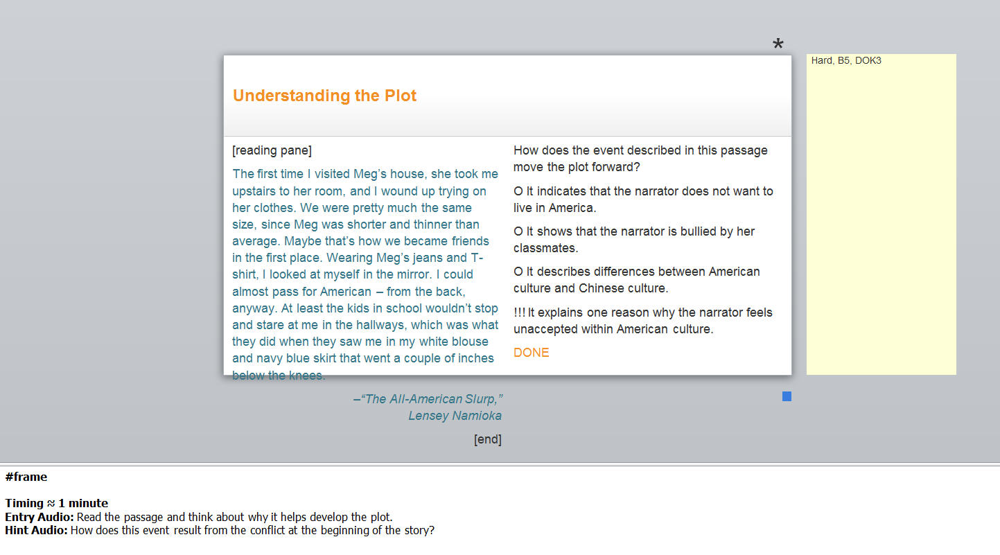 *
Hard, B5, DOK3
Understanding the Plot
[reading pane]
The first time I visited Meg’s house, she took me
upstairs to her room, and I wound up trying on
her clothes. We were pretty much the same
size, since Meg was shorter and thinner than
average. Maybe that’s how we became friends
in the first place. Wearing Meg’s jeans and T-
shirt, I looked at myself in the mirror. I could
almost pass for American – from the back,
anyway. At least the kids in school wouldn’t stop
and stare at me in the hallways, which was what
they did when they saw me in my white blouse
and navy blue skirt that went a couple of inches
below the knees.
–“The All-American Slurp,”
Lensey Namioka
[end]
How does the event described in this passage
move the plot forward?
O It indicates that the narrator does not want to
live in America.
O It shows that the narrator is bullied by her
classmates.
O It describes differences between American
culture and Chinese culture.
!!! It explains one reason why the narrator feels
unaccepted within American culture.
DONE
#frame
Timing ≈ 1 minute
Entry Audio: Read the passage and think about why it helps develop the plot.
Hint Audio: How does this event result from the conflict at the beginning of the story?